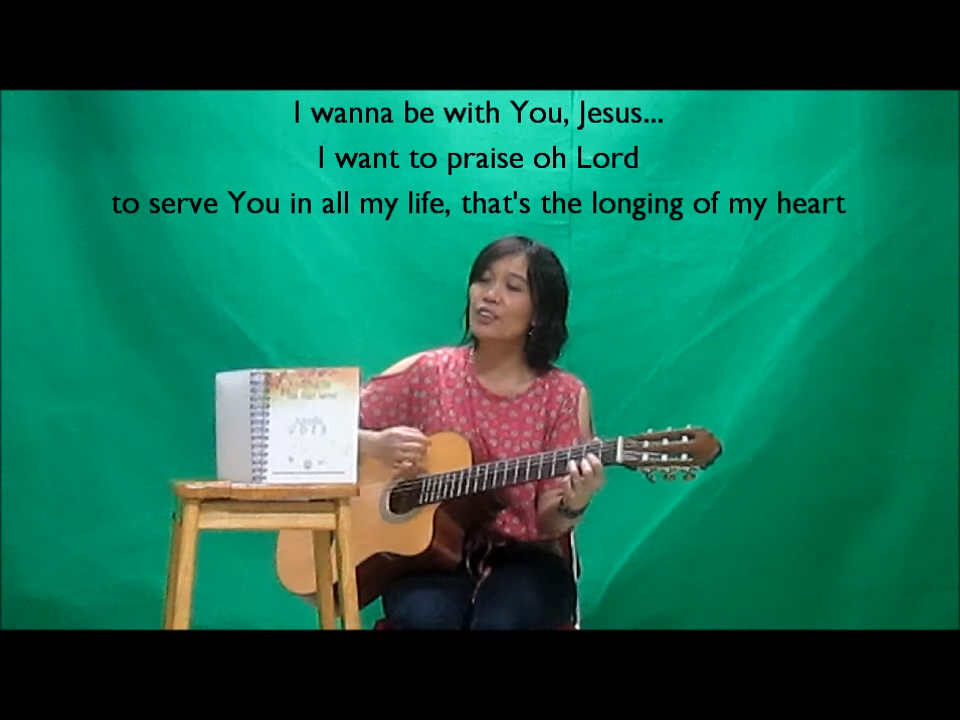 I wanna be with You, Jesus...
I want to praise oh Lord
to serve You in all my life, that's the longing of my heart